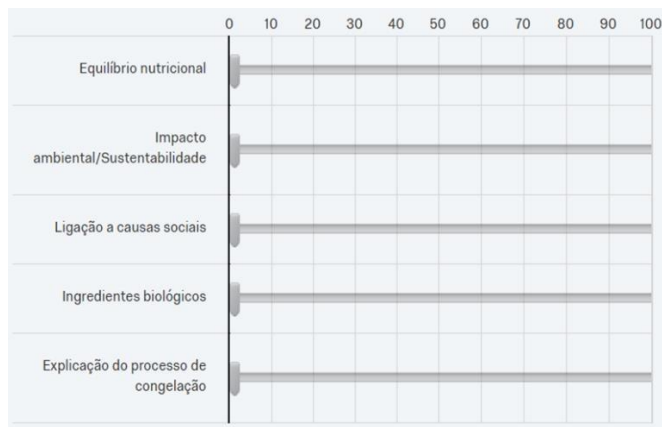 0 10 20 30 40 50 60 70 80 90 100
Equilíbrio nutricional
Impacto
ambiental/Sustentabilidade
Ligação a causas sociais
Ingredientes biológicos
Explicação do processo de
congelação